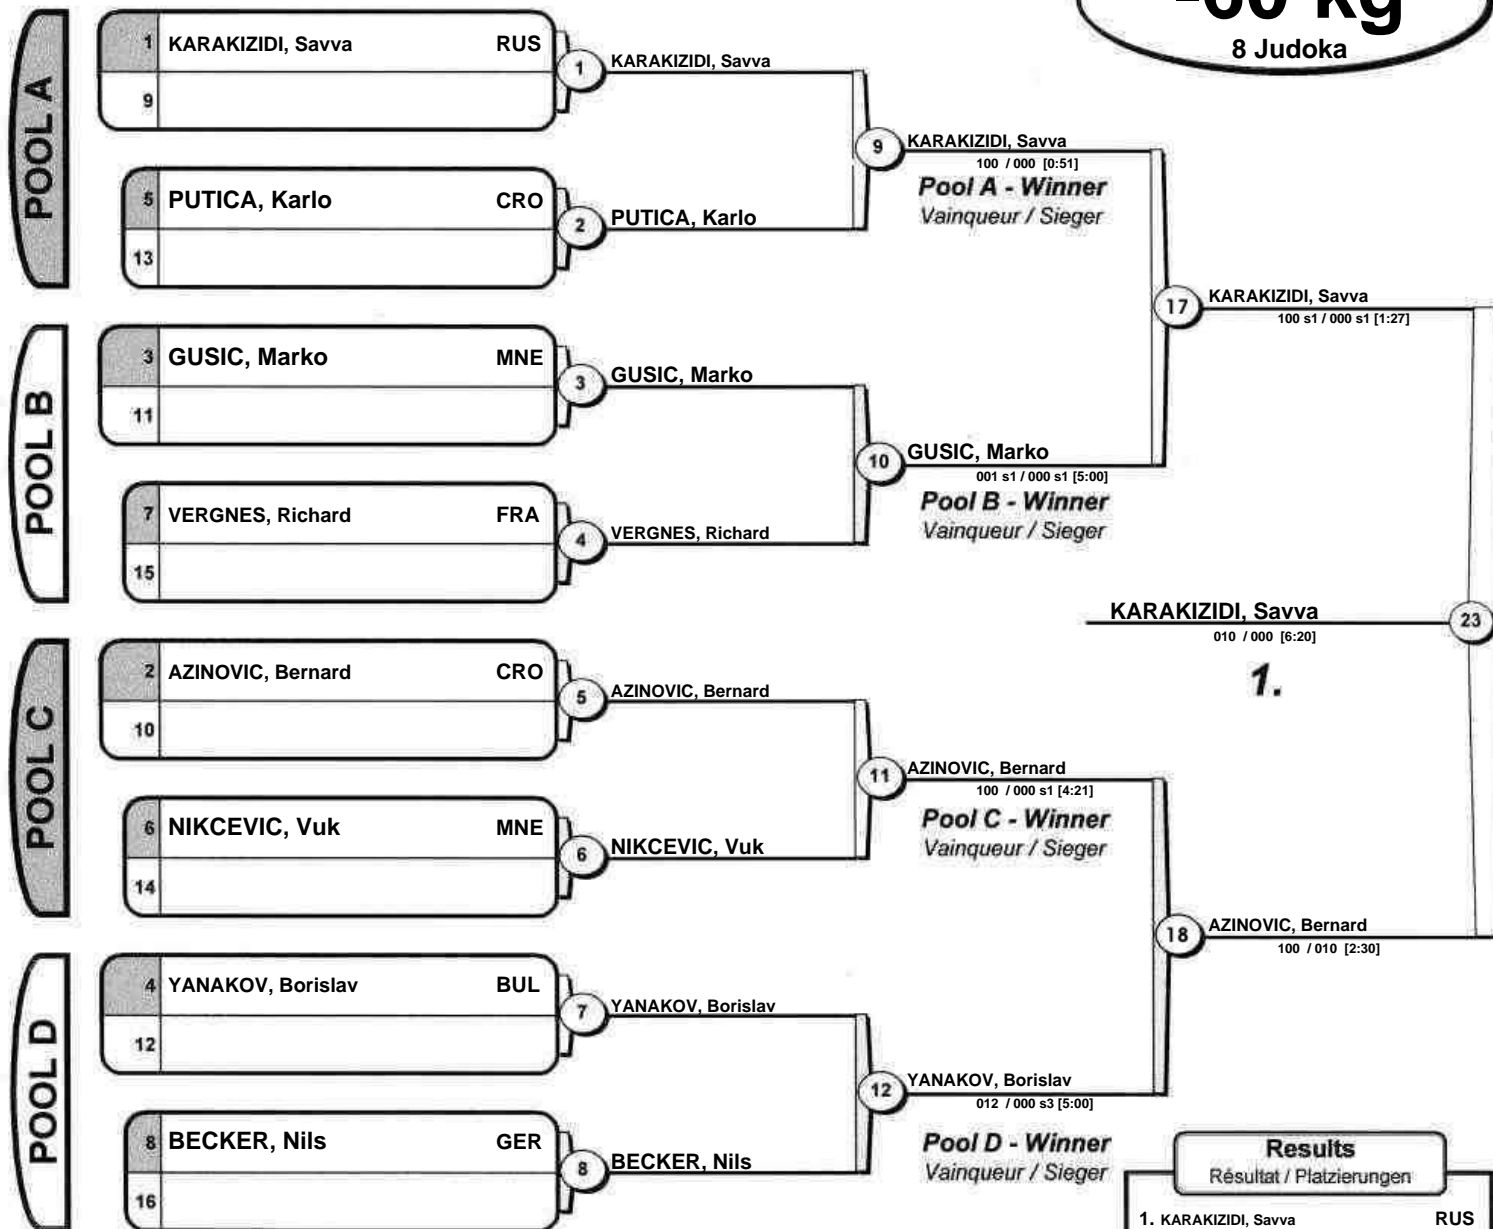 -60 kg
8 Judoka
POOL A
1 KARAKIZIDI, Savva RUS
9
5 PUTICA, Karlo CRO
13
1 KARAKIZIDI, Savva
2 PUTICA, Karlo
9 KARAKIZIDI, Savva
100 / 000 [0:51]
Pool A - Winner
Vainqueur / Sieger
POOL B
3 GUSIC, Marko MNE
11
7 VERGNES, Richard FRA
15
3 GUSIC, Marko
4 VERGNES, Richard
10 GUSIC, Marko
001 s1 / 000 s1 [5:00]
Pool B - Winner
Vainqueur / Sieger
17 KARAKIZIDI, Savva
100 s1 / 000 s1 [1:27]
KARAKIZIDI, Savva 23
010 / 000 [6:20]
1.
POOL C
2 AZINOVIC, Bernard CRO
10
6 NIKCEVIC, Vuk MNE
14
5 AZINOVIC, Bernard
6 NIKCEVIC, Vuk
11 AZINOVIC, Bernard
100 / 000 s1 [4:21]
Pool C - Winner
Vainqueur / Sieger
POOL D
4 YANAKOV, Borislav BUL
12
8 BECKER, Nils GER
16
7 YANAKOV, Borislav
8 BECKER, Nils
12 YANAKOV, Borislav
012 / 000 s3 [5:00]
Pool D - Winner
Vainqueur / Sieger
18 AZINOVIC, Bernard
100 / 010 [2:30]
Results
Résultat / Platzierungen
1. KARAKIZIDI, Savva RUS